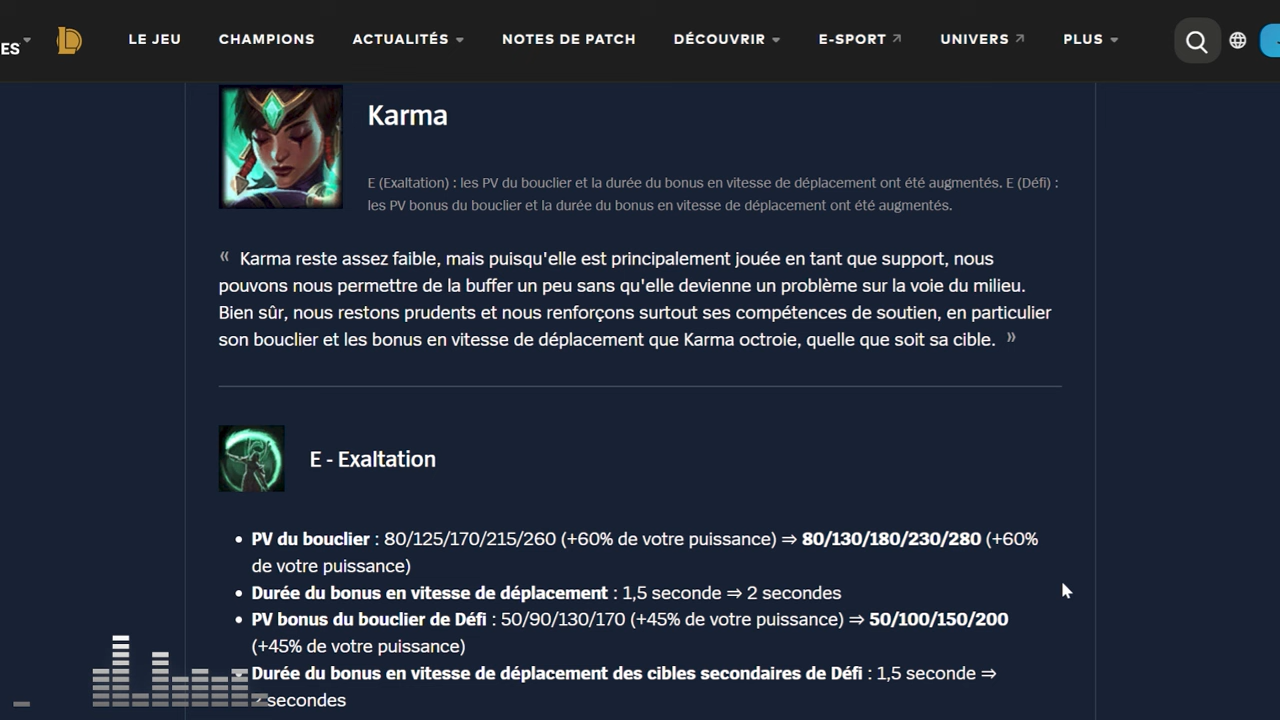 ES
LE JEU
CHAMPIONS
ACTUALITÉS
NOTES DE PATCH
DÉCOUVRIR
E-SPORT
UNIVERS
PLUS
Karma
E (Exaltation) : les PV du bouclier et la durée du bonus en vitesse de déplacement ont été augmentés. E (Défi) :
les PV bonus du bouclier et la durée du bonus en vitesse de déplacement ont été augmentés.
« Karma reste assez faible, mais puisqu'elle est principalement jouée en tant que support, nous
pouvons nous permettre de la buffer un peu sans qu'elle devienne un problème sur la voie du milieu.
Bien sûr, nous restons prudents et nous renforçons surtout ses compétences de soutien, en particulier
son bouclier et les bonus en vitesse de déplacement que Karma octroie, quelle que soit sa cible. »
E - Exaltation
• PV du bouclier : 80/125/170/215/260 (+60% de votre puissance) ⇒ 80/130/180/230/280 (+60%
de votre puissance)
• Durée du bonus en vitesse de déplacement : 1,5 seconde ⇒ 2 secondes
• PV bonus du bouclier de Défi : 50/90/130/170 (+45% de votre puissance) ⇒ 50/100/150/200
(+45% de votre puissance)
• Durée du bonus en vitesse de déplacement des cibles secondaires de Défi : 1,5 seconde ⇒
secondes